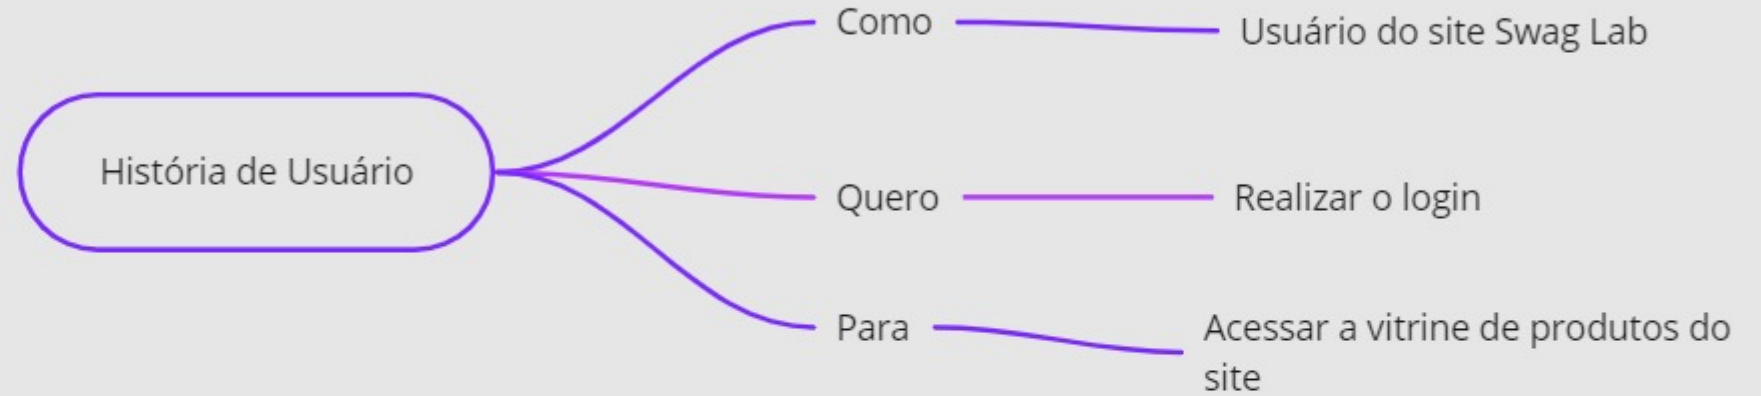 História de Usuário
Como
Usuário do site Swag Lab
Quero
Realizar o login
Para
Acessar a vitrine de produtos do
site